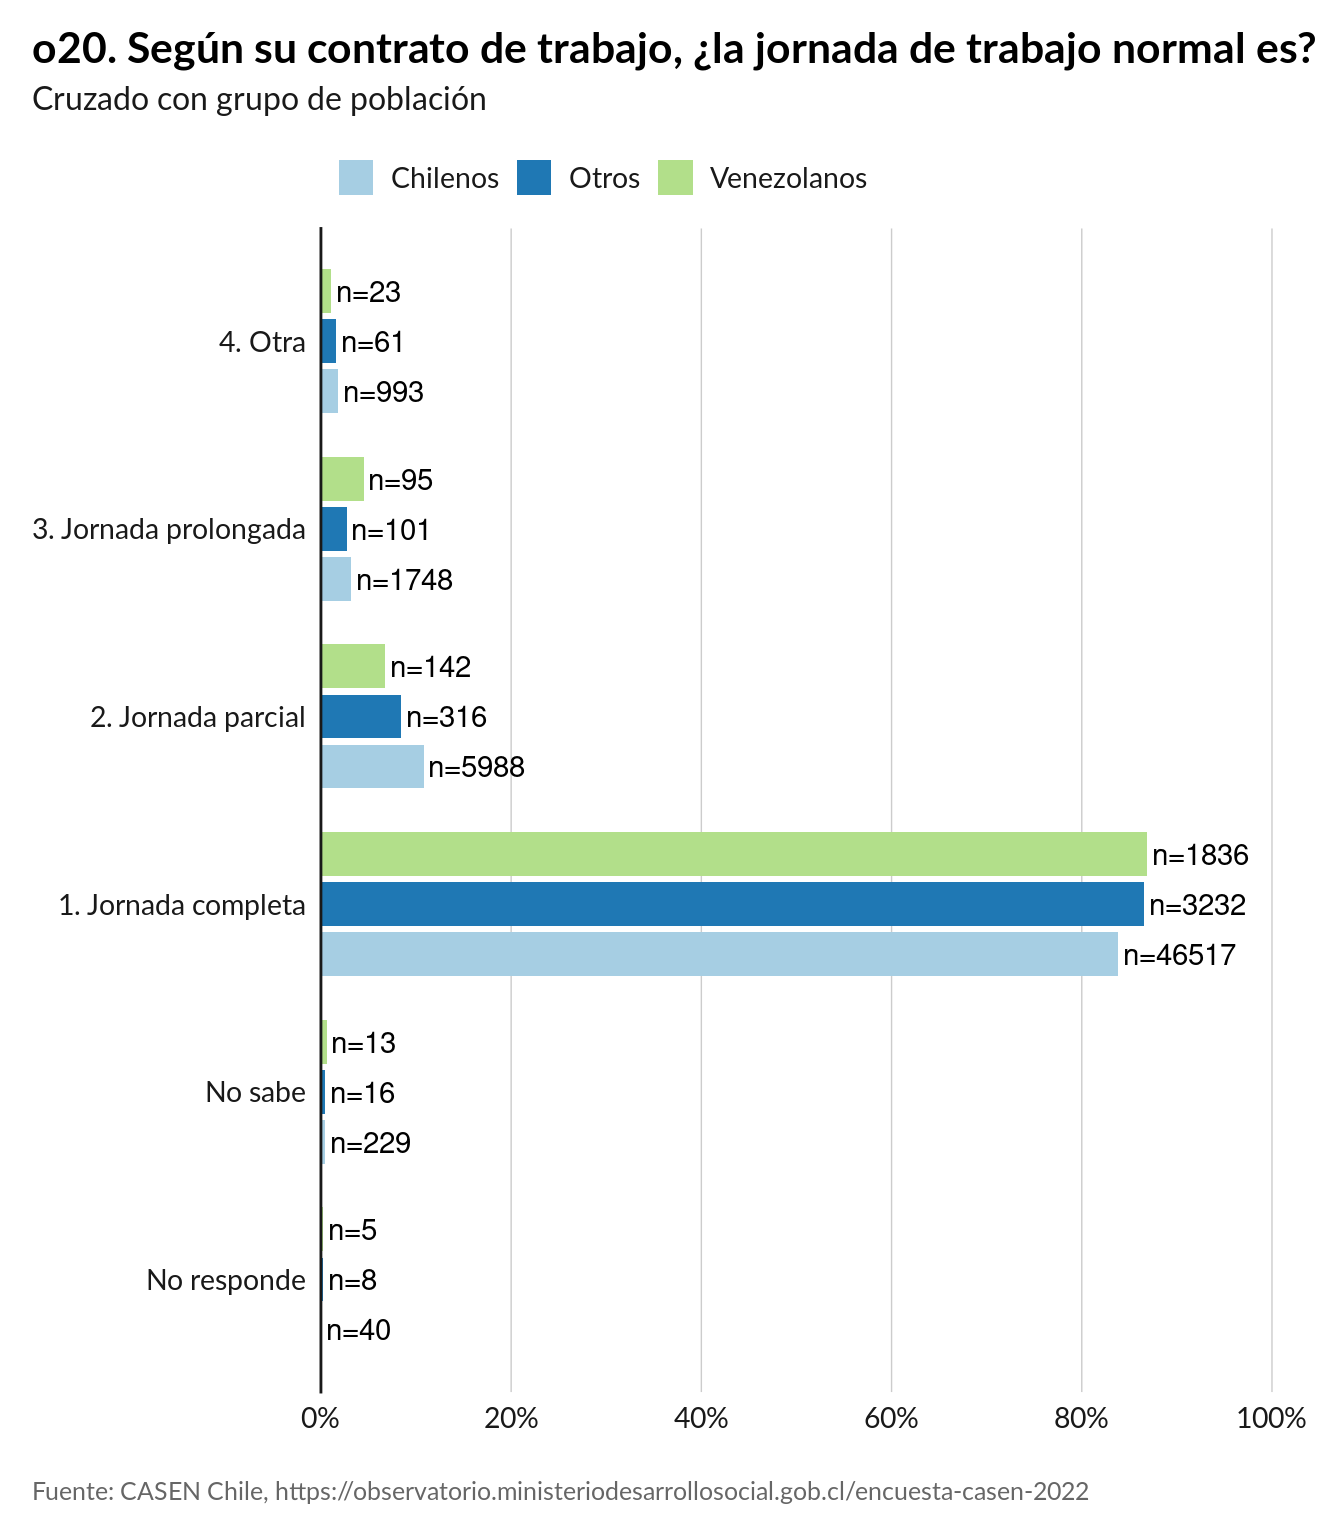 o20. Según su contrato de trabajo, ¿la jornada de trabajo normal es?
Cruzado con grupo de población
Chilenos Otros Venezolanos
n=23
4. Otra n=61
n=993
n=95
3. Jornada prolongada n=101
n=1748
n=142
2. Jornada parcial n=316
n=5988
n=1836
1. Jornada completa n=3232
n=46517
n=13
No sabe n=16
n=229
n=5
No responde n=8
n=40
0% 20% 40% 60% 80% 100%
Fuente: CASEN Chile, https://observatorio.ministeriodesarrollosocial.gob.cl/encuesta-casen-2022